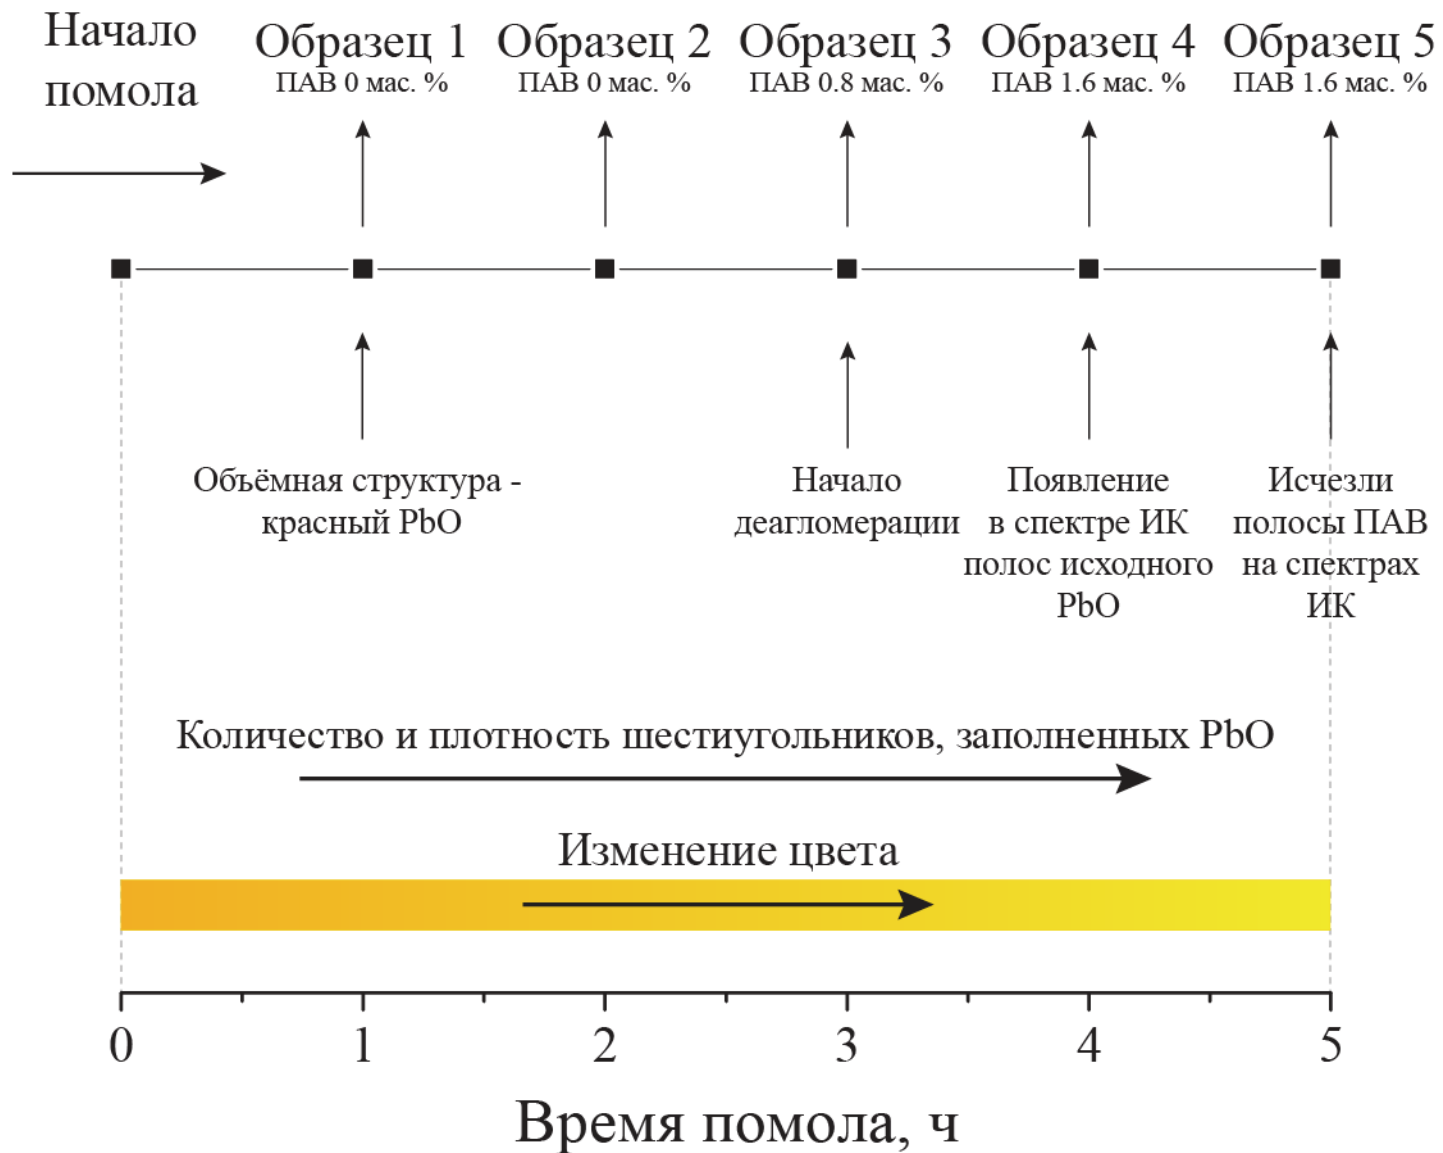 Начало
помола
Образец 1
ПАВ 0 мас. %
Образец 2
ПАВ 0 мас. %
Образец 3
ПАВ 0.8 мас. %
Образец 4
ПАВ 1.6 мас. %
Образец 5
ПАВ 1.6 мас. %
Объёмная структура -
красный PbO
Начало
деагломерации
Появление
в спектре ИК
полос исходного
PbO
Исчезли
полосы ПАВ
на спектрах
ИК
Количество и плотность шестиугольников, заполненных PbO
Изменение цвета
0 1 2 3 4 5
Время помола, ч